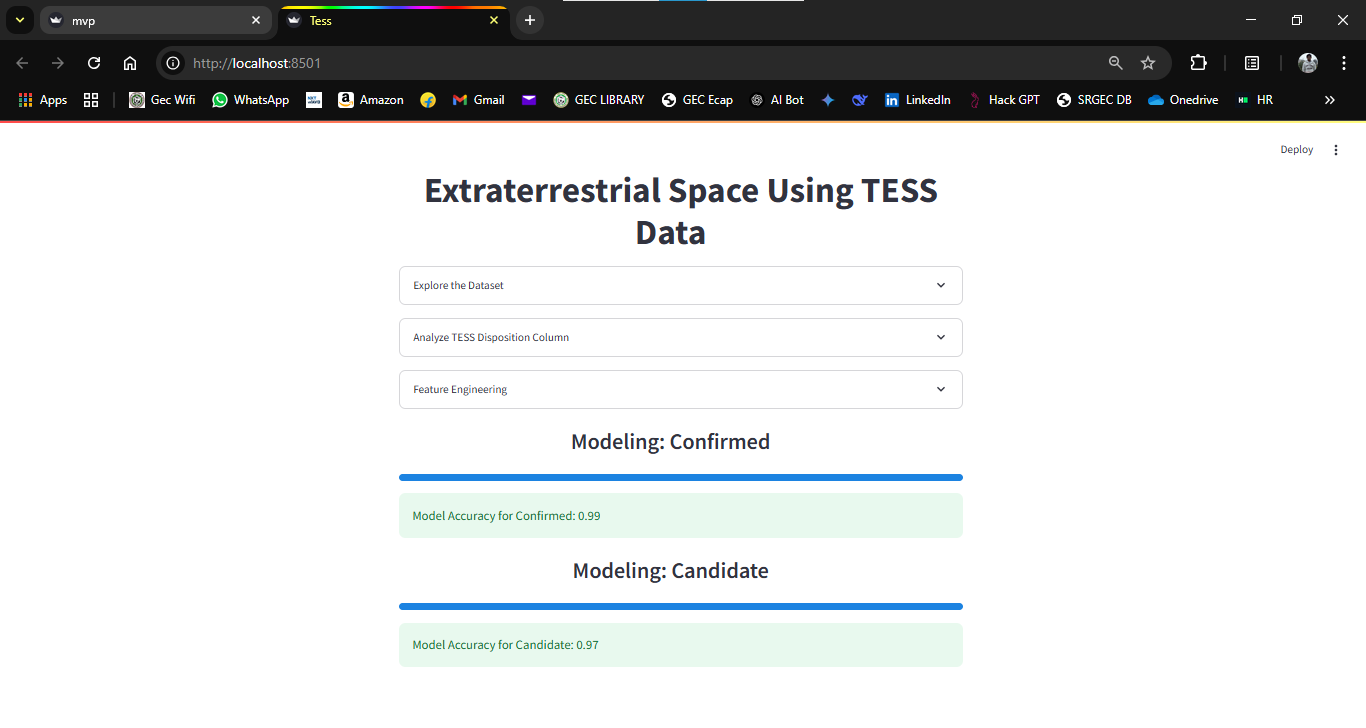 mvp
Tess
http://localhost:8501
Apps
Gec Wifi
WhatsApp
Amazon
Gmail
GEC LIBRARY
GEC Ecap
AI Bot
LinkedIn
Hack GPT
SRGEC DB
Onedrive
HR
Deploy
Extraterrestrial Space Using TESS
Data
Explore the Dataset
Analyze TESS Disposition Column
Feature Engineering
Modeling: Confirmed
Model Accuracy for Confirmed: 0.99
Modeling: Candidate
Model Accuracy for Candidate: 0.97